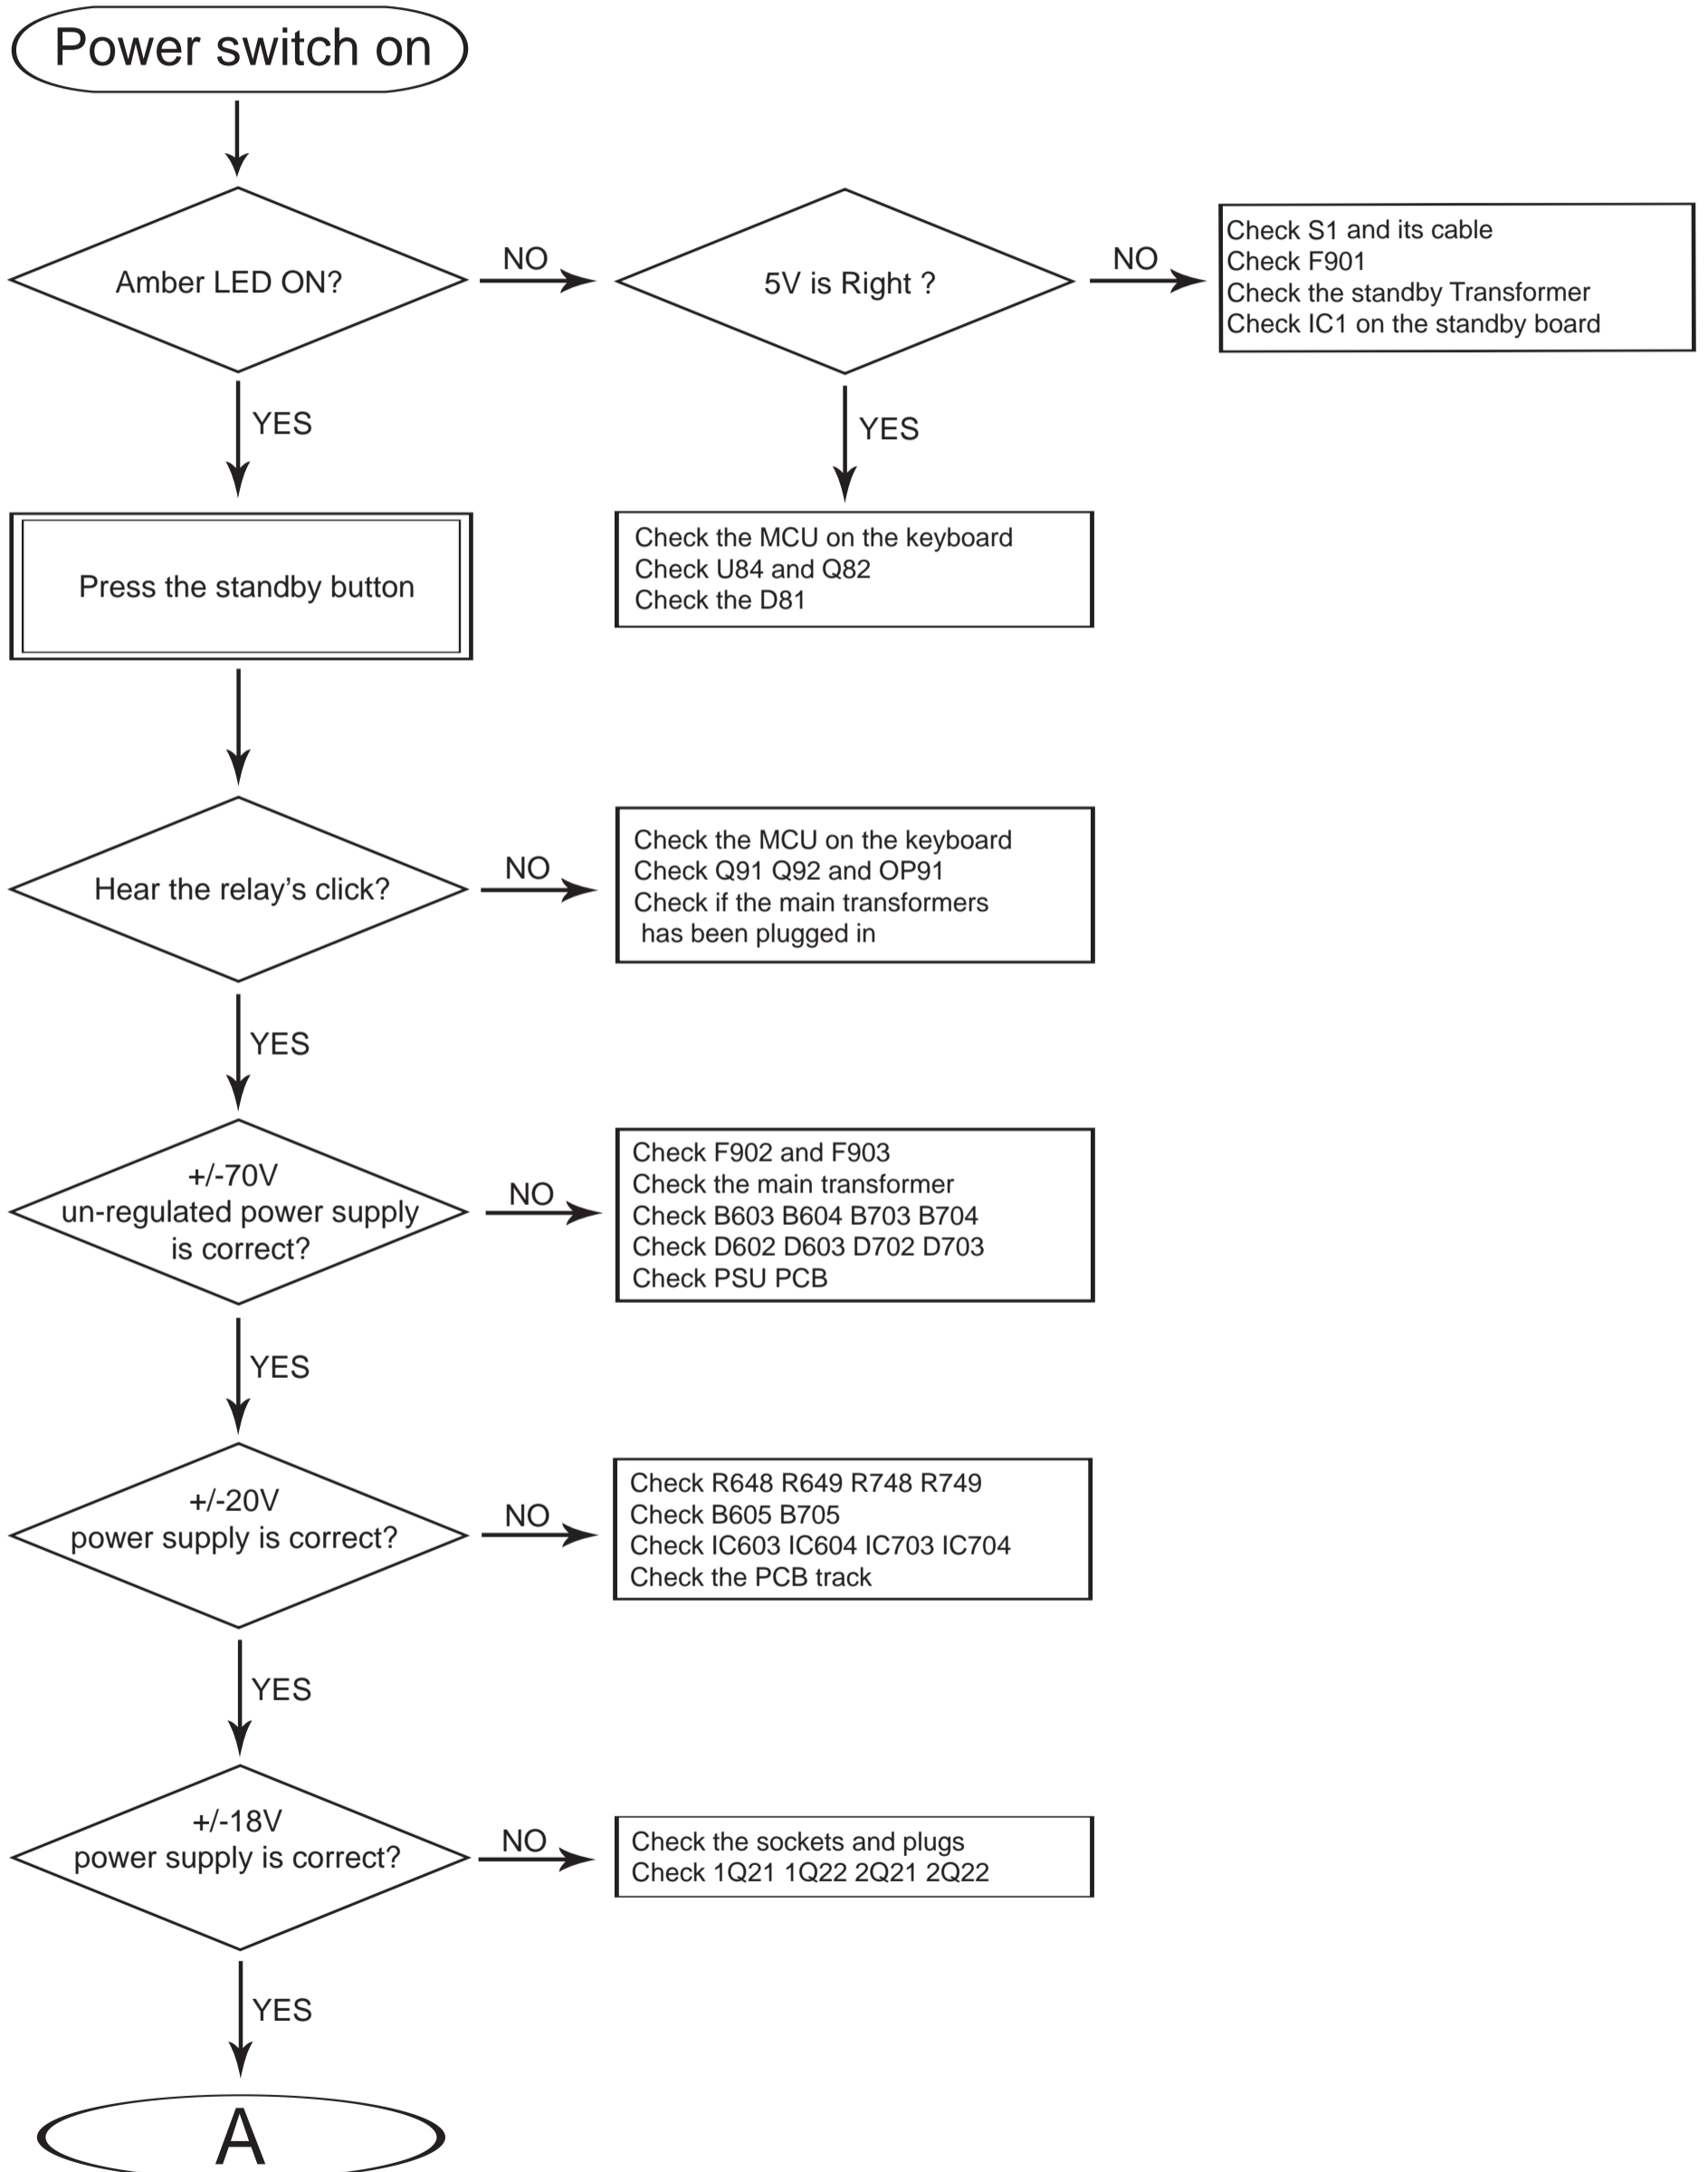 Power switch on
Amber LED ON?
NO
5V is Right ?
NO
Check S1 and its cable
Check F901
Check the standby Transformer
Check IC1 on the standby board
YES
YES
Press the standby button
Check the MCU on the keyboard
Check U84 and Q82
Check the D81
Hear the relay’s click?
NO
Check the MCU on the keyboard
Check Q91 Q92 and OP91
Check if the main transformers
has been plugged in
YES
+/-70V
un-regulated power supply
is correct?
NO
Check F902 and F903
Check the main transformer
Check B603 B604 B703 B704
Check D602 D603 D702 D703
Check PSU PCB
YES
+/-20V
power supply is correct?
NO
Check R648 R649 R748 R749
Check B605 B705
Check IC603 IC604 IC703 IC704
Check the PCB track
YES
+/-18V
power supply is correct?
NO
Check the sockets and plugs
Check 1Q21 1Q22 2Q21 2Q22
YES
A